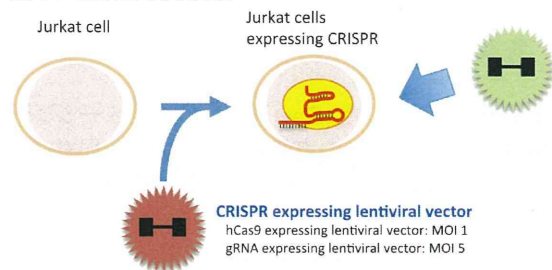 Jurkat cell
Jurkat cells
expressing CRISPR
CRISPR expressing lentiviral vector
hCas9 expressing lentiviral vector: MOI 1
gRNA expressing lentiviral vector: MOI 5